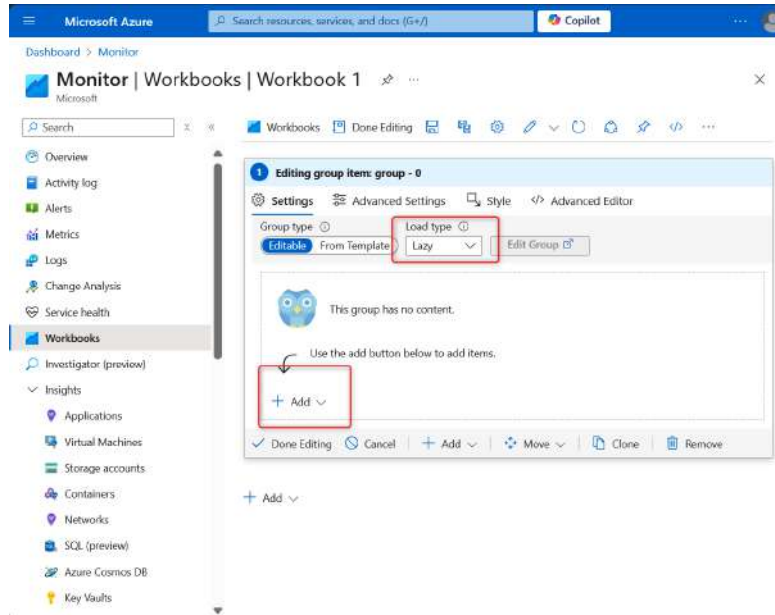 Microsoft Azure
Search resources, services, and docs (G+/)
Copilot
Dashboard > Monitor
Monitor | Workbooks | Workbook 1
Microsoft
Search
Workbooks Done Editing
Overview
Activity log
Alerts
Metrics
Logs
Change Analysis
Service health
Workbooks
Investigator (preview)
Insights
Applications
Virtual Machines
Storage accounts
Containers
Networks
SQL (preview)
Azure Cosmos DB
Key Vaults
1 Editing group item: group - 0
Settings Advanced Settings Style Advanced Editor
Group type Load type
Editable From Template Lazy Edit Group
This group has no content.
Use the add button below to add items.
+ Add
Done Editing Cancel + Add Move Clone Remove
+ Add